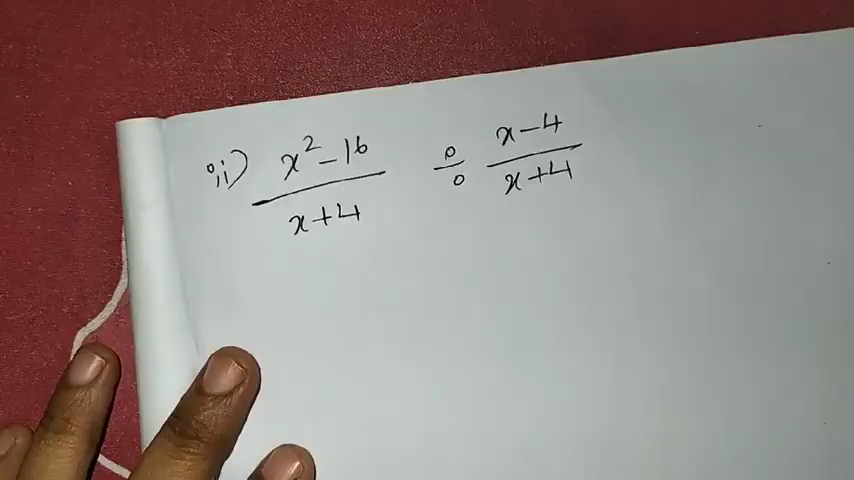 ii) x² - 16 / x + 4 ÷ x - 4 / x + 4